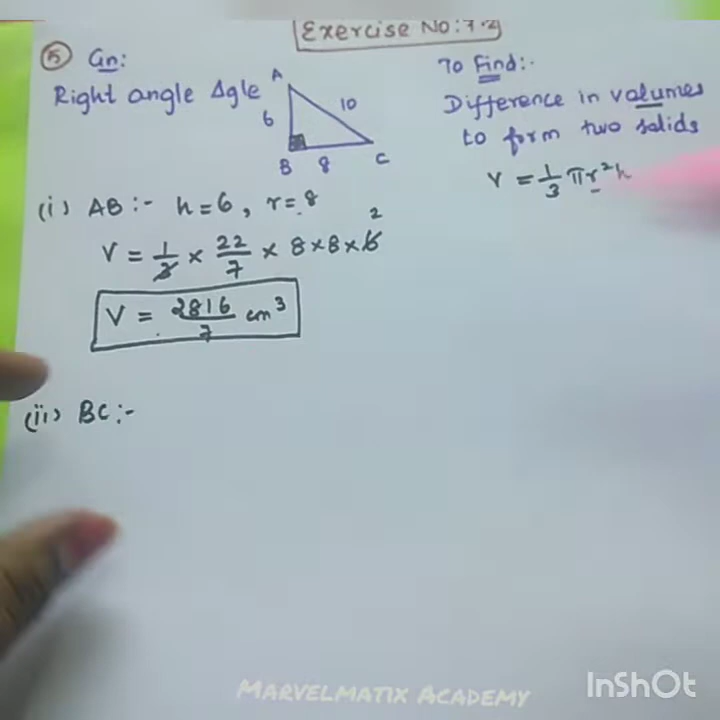 Exercise No: 7.2
5 Gn:
Right angle Δgle
A
6
10
B
8
C
To Find:-
Difference in volumes
to form two solids
V = 1/3 πr²h
(i) AB:- h=6, r=8
V = 1/3 × 22/7 × 8×8×6 2
V = 2816/7 cm³
(ii) BC:-
MARVELMATIX ACADEMY
InShOt